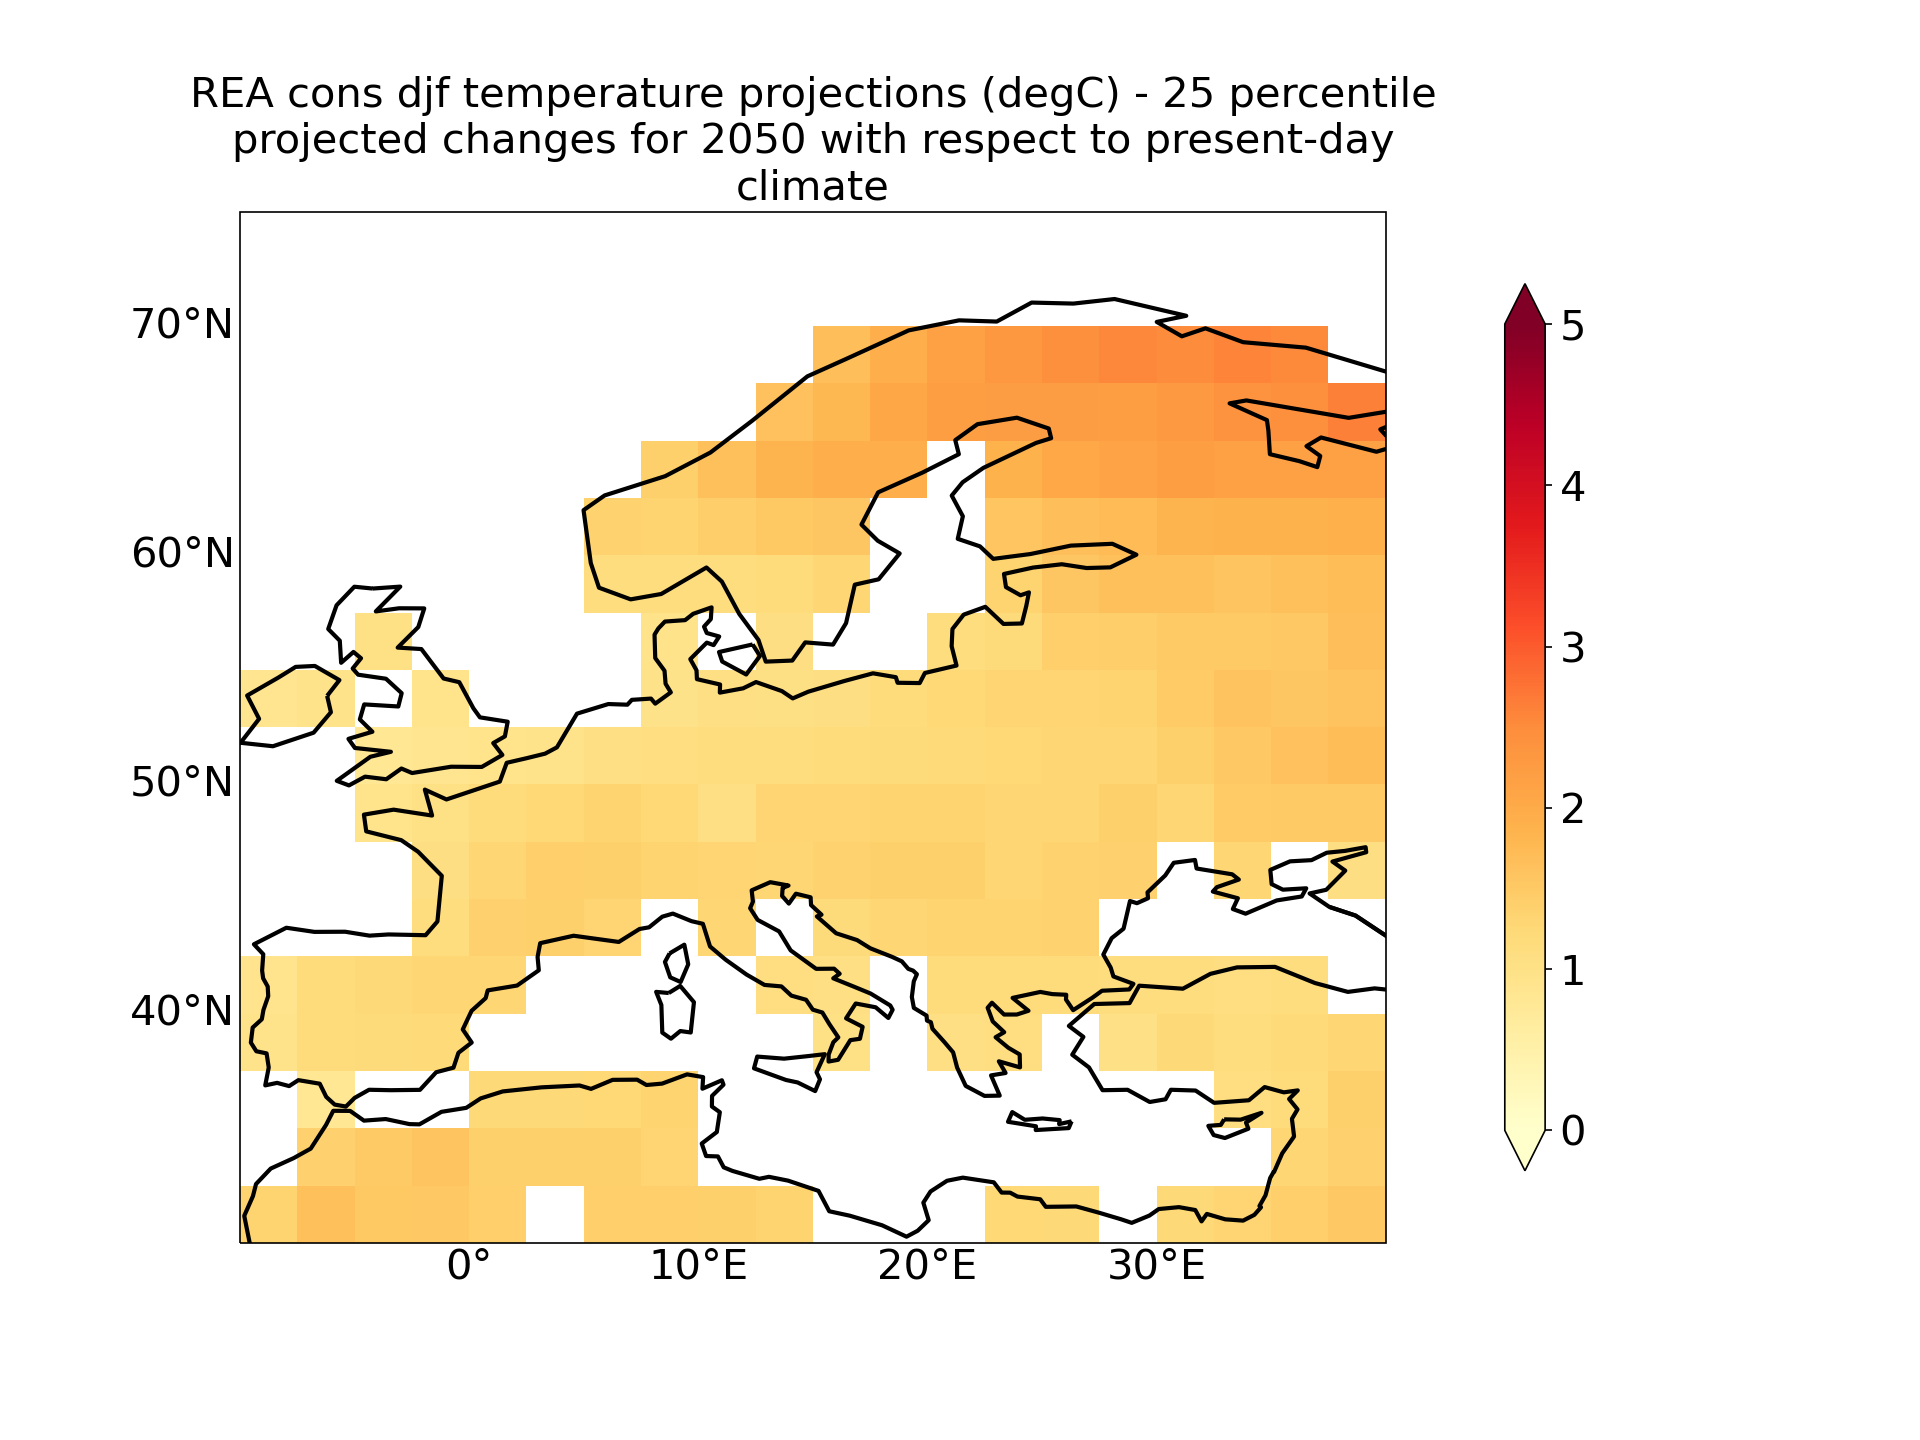 REA cons djf temperature projections (degC) - 25 percentile
projected changes for 2050 with respect to present-day
climate
70°N
60°N
50°N
40°N
0°
10°E
20°E
30°E
5
4
3
2
1
0